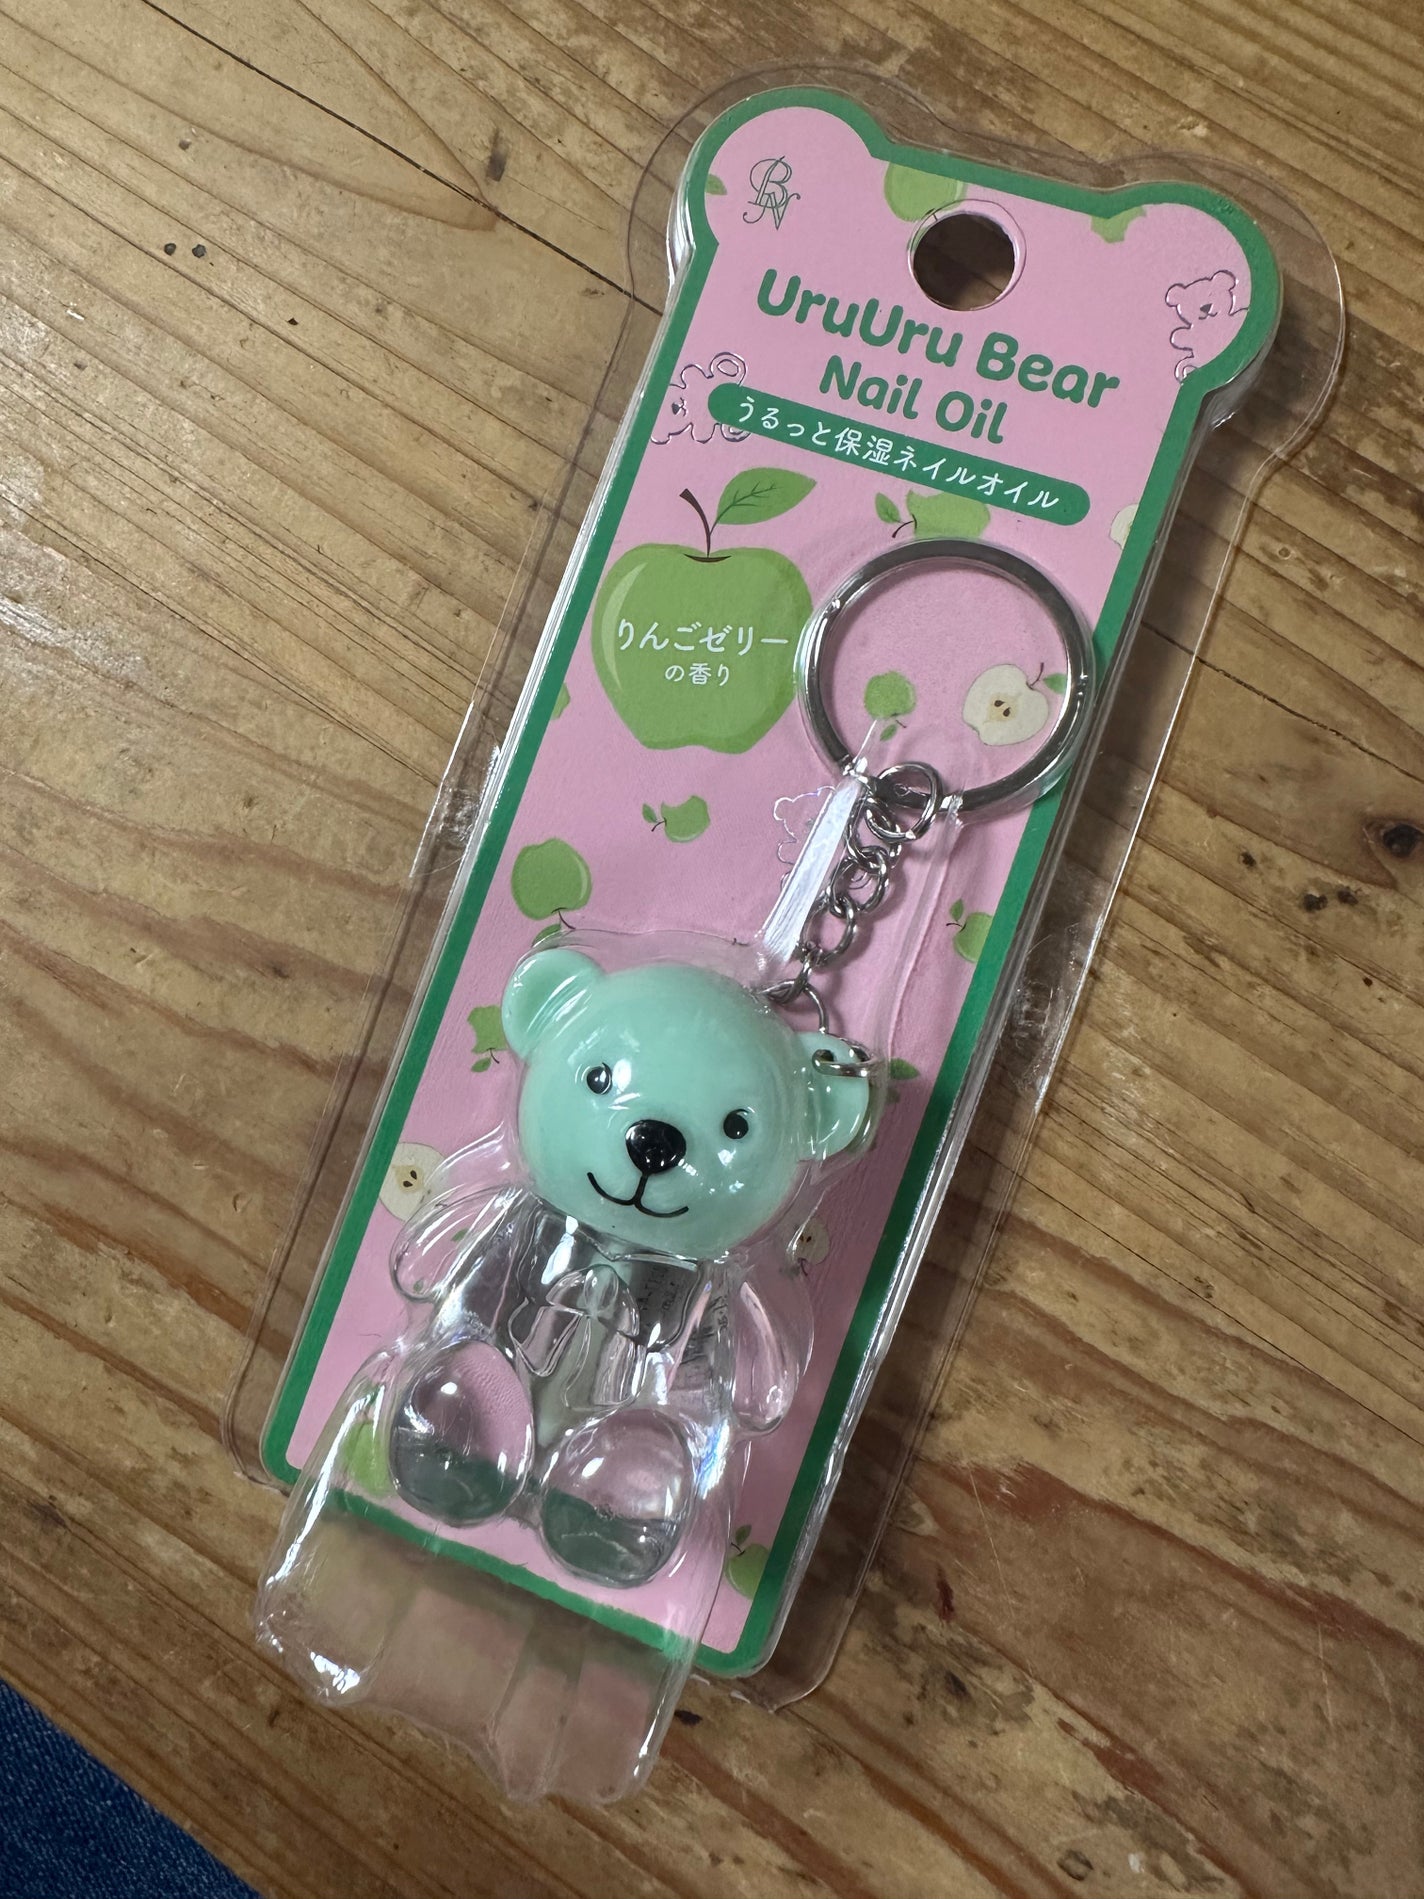 BN
UruUru Bear
Nail Oil
うるっと保湿ネイルオイル
りんごゼリー
の香り